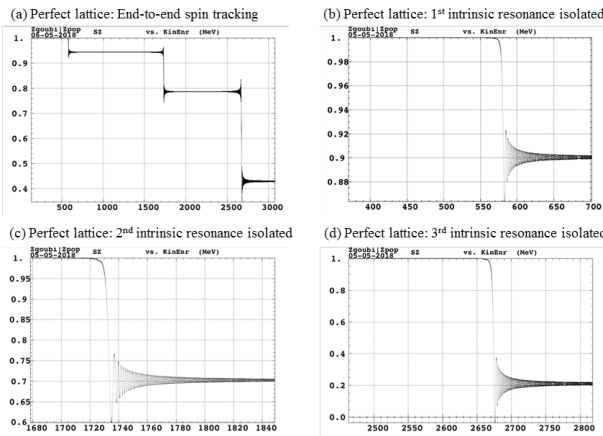 (a) Perfect lattice: End-to-end spin tracking
Zgoubi|Zpop
06-05-2018 SZ vs. KinEnr (MeV)
1.
0.9
0.8
0.7
0.6
0.5
0.4
500 1000 1500 2000 2500 3000
(b) Perfect lattice: 1st intrinsic resonance isolated
Zgoubi|Zpop
05-05-2018 SZ vs. KinEnr (MeV)
1.
0.98
0.96
0.94
0.92
0.9
0.88
400 450 500 550 600 650 700
(c) Perfect lattice: 2nd intrinsic resonance isolated
Zgoubi|Zpop
05-05-2018 SZ vs. KinEnr (MeV)
1.
0.95
0.9
0.85
0.8
0.75
0.7
0.65
0.6
1680 1700 1720 1740 1760 1780 1800 1820 1840
(d) Perfect lattice: 3rd intrinsic resonance isolated
Zgoubi|Zpop
05-05-2018 SZ vs. KinEnr (MeV)
1.
0.8
0.6
0.4
0.2
0.0
2500 2550 2600 2650 2700 2750 2800